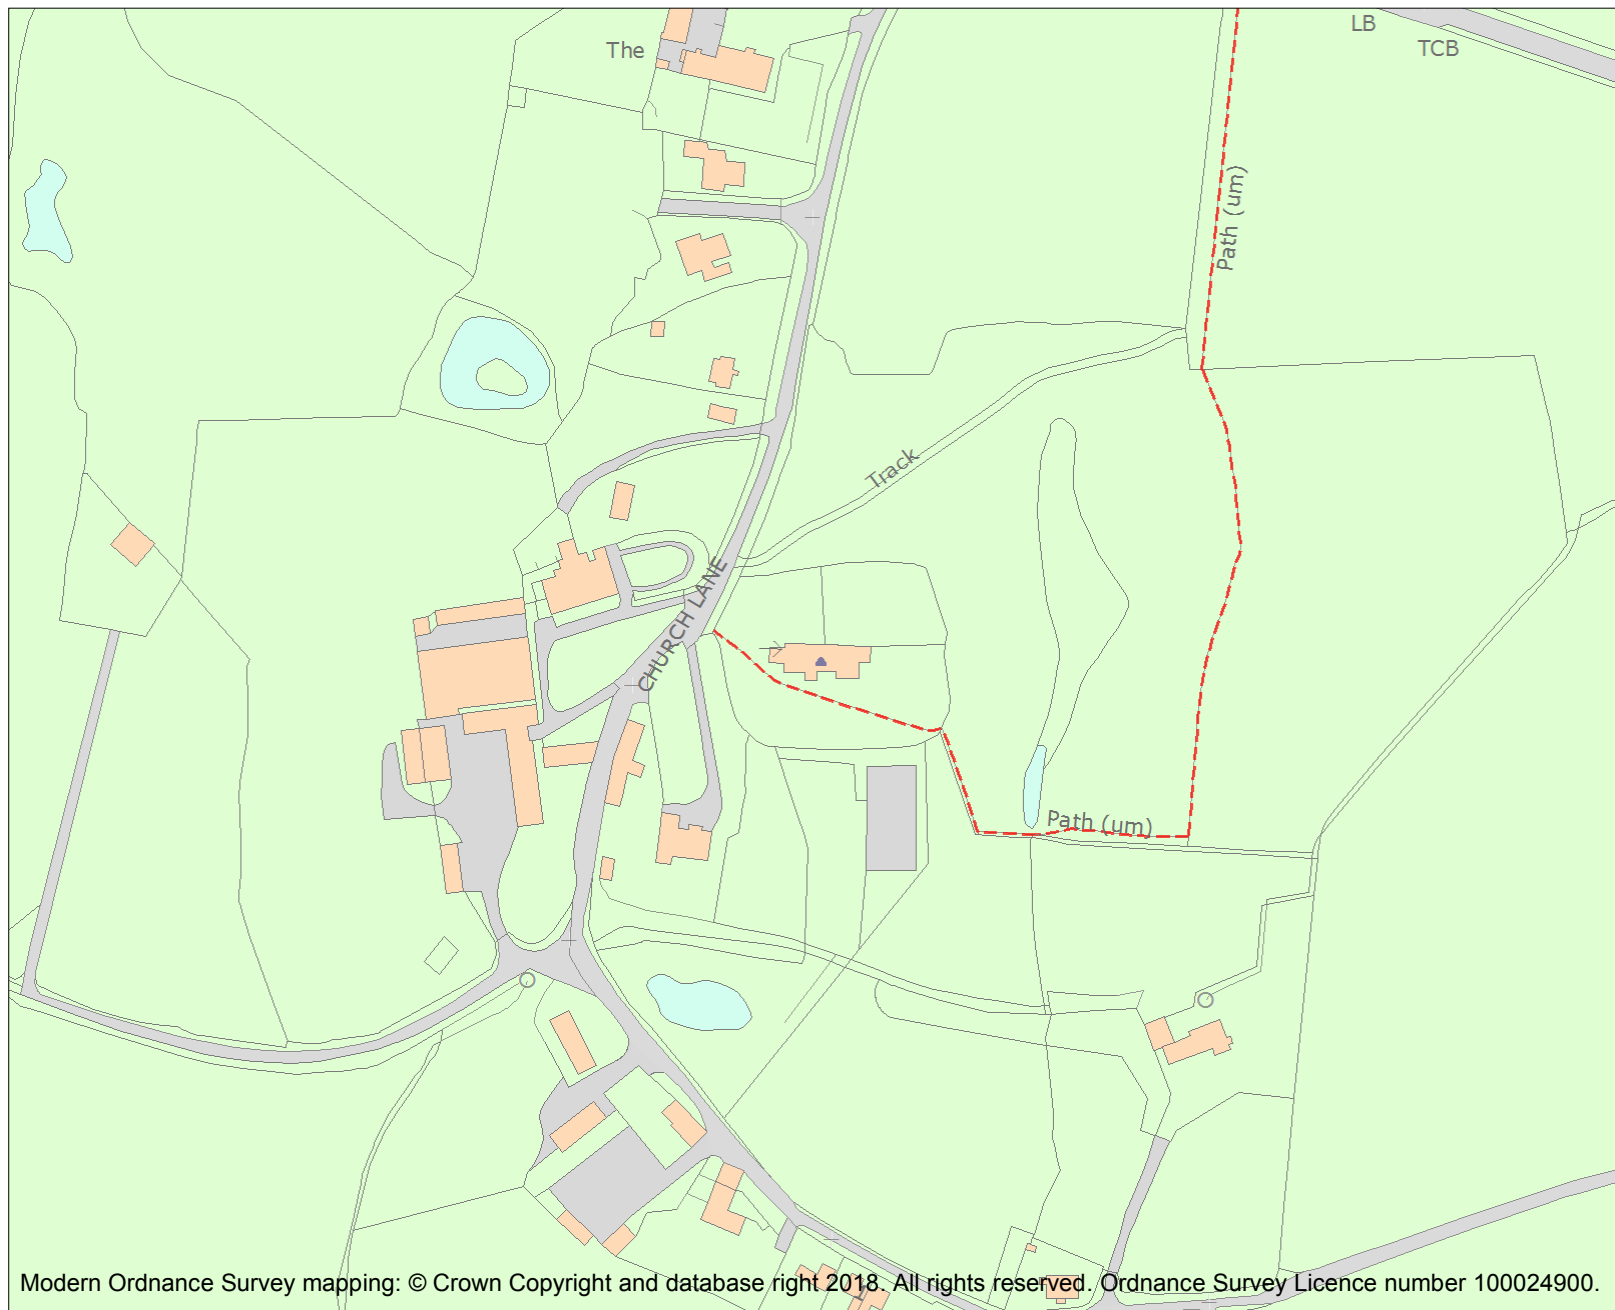 The
LB
TCB
Path (um)
Track
CHURCH LANE
Path (um)
Modern Ordnance Survey mapping: © Crown Copyright and database right 2018. All rights reserved. Ordnance Survey Licence number 100024900.